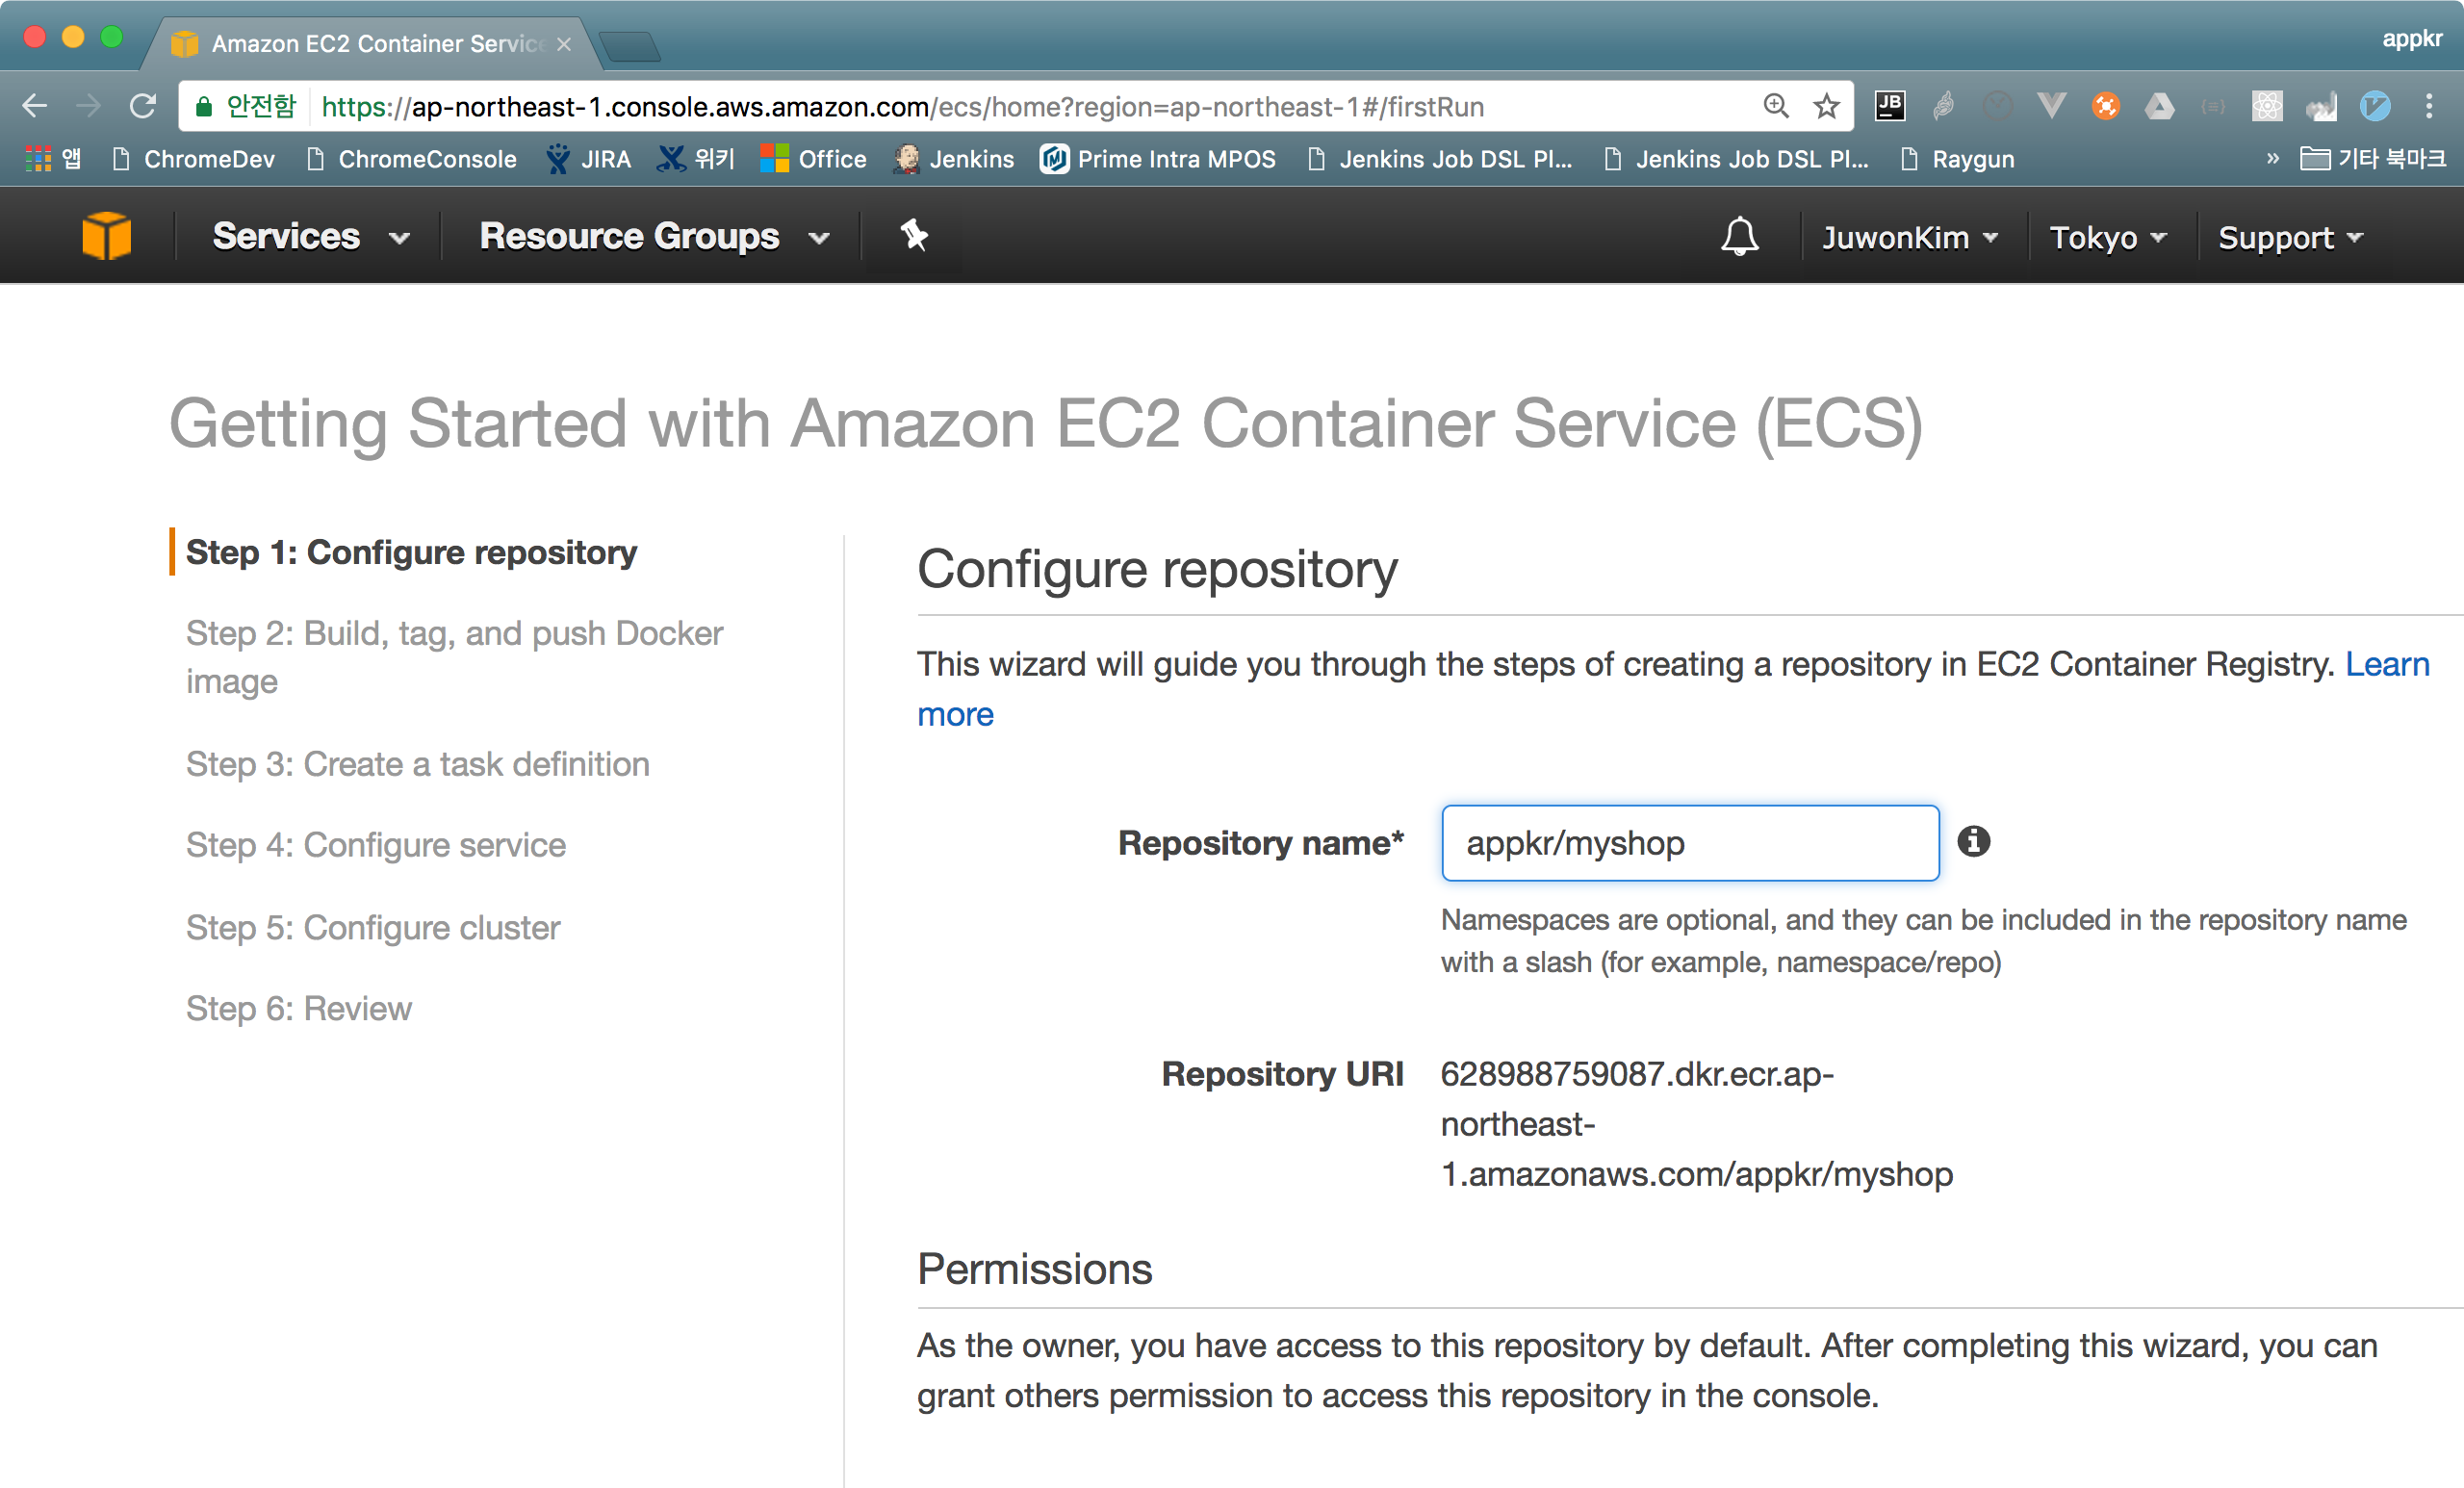 Amazon EC2 Container Service
appkr
안전함 https://ap-northeast-1.console.aws.amazon.com/ecs/home?region=ap-northeast-1#/firstRun
JB
앱 ChromeDev ChromeConsole JIRA 위키 Office Jenkins Prime Intra MPOS Jenkins Job DSL Pl... Jenkins Job DSL Pl... Raygun » 기타 북마크
Services Resource Groups JuwonKim Tokyo Support
Getting Started with Amazon EC2 Container Service (ECS)
Step 1: Configure repository
Step 2: Build, tag, and push Docker
image
Step 3: Create a task definition
Step 4: Configure service
Step 5: Configure cluster
Step 6: Review
Configure repository
This wizard will guide you through the steps of creating a repository in EC2 Container Registry. Learn
more
Repository name* appkr/myshop
Namespaces are optional, and they can be included in the repository name
with a slash (for example, namespace/repo)
Repository URI 628988759087.dkr.ecr.ap-
northeast-
1.amazonaws.com/appkr/myshop
Permissions
As the owner, you have access to this repository by default. After completing this wizard, you can
grant others permission to access this repository in the console.